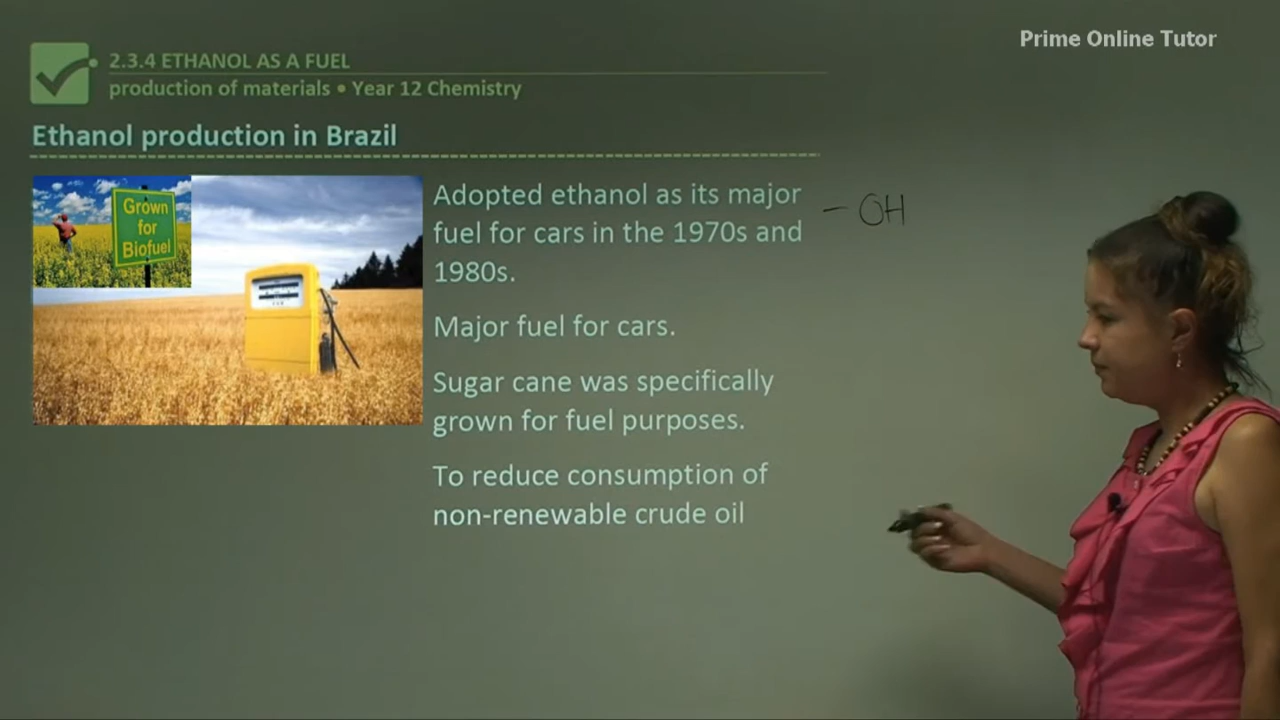 Prime Online Tutor
2.3.4 ETHANOL AS A FUEL
production of materials • Year 12 Chemistry
Ethanol production in Brazil
Grown
for
Biofuel
Adopted ethanol as its major
fuel for cars in the 1970s and
1980s.
– OH
Major fuel for cars.
Sugar cane was specifically
grown for fuel purposes.
To reduce consumption of
non-renewable crude oil